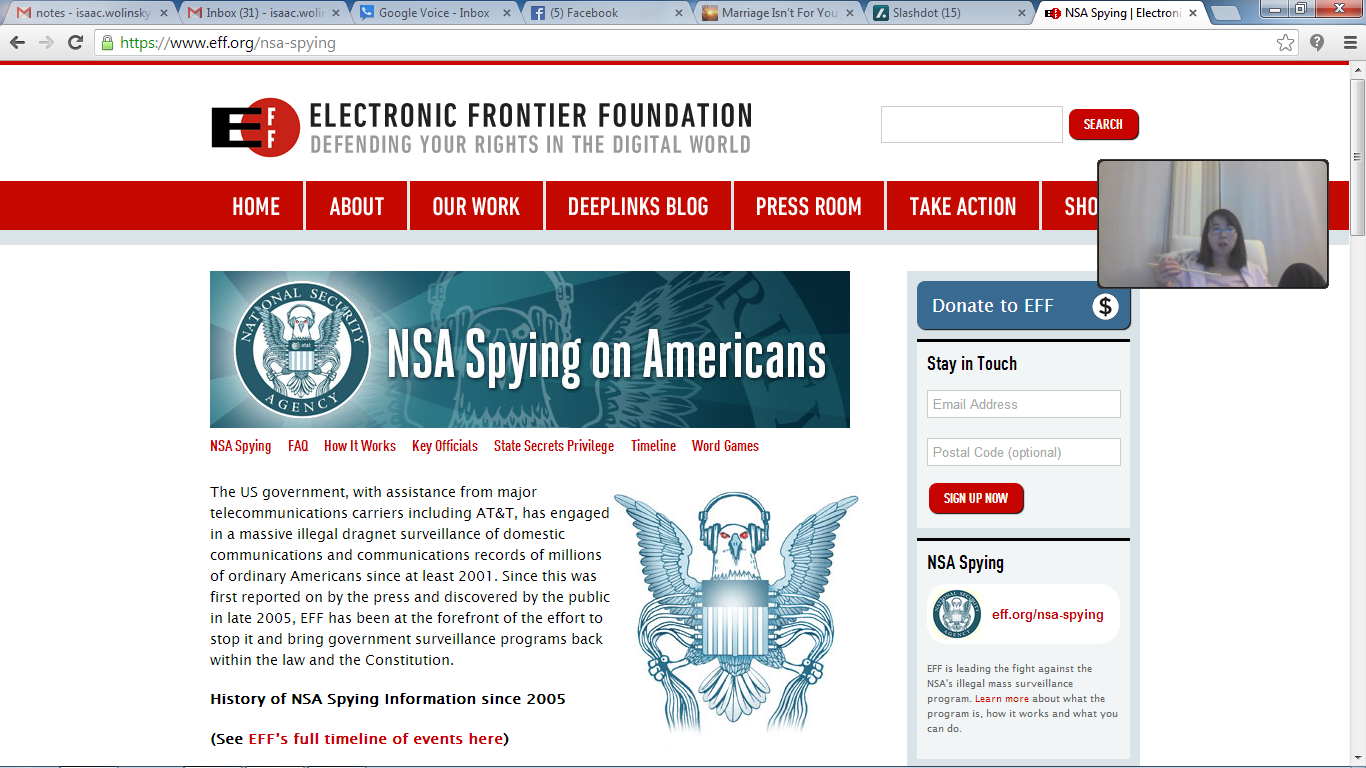 notes - isaac.wolinsky
Inbox (31) - isaac.wolin
Google Voice - Inbox
(5) Facebook
Marriage Isn't For You
Slashdot (15)
NSA Spying | Electroni
https://www.eff.org/nsa-spying
EFF
ELECTRONIC FRONTIER FOUNDATION
DEFENDING YOUR RIGHTS IN THE DIGITAL WORLD
SEARCH
HOME
ABOUT
OUR WORK
DEEPLINKS BLOG
PRESS ROOM
TAKE ACTION
SHO
NATIONAL SECURITY
AGENCY
at&t
NSA Spying on Americans
NSA Spying
FAQ
How It Works
Key Officials
State Secrets Privilege
Timeline
Word Games
The US government, with assistance from major
telecommunications carriers including AT&T, has engaged
in a massive illegal dragnet surveillance of domestic
communications and communications records of millions
of ordinary Americans since at least 2001. Since this was
first reported on by the press and discovered by the public
in late 2005, EFF has been at the forefront of the effort to
stop it and bring government surveillance programs back
within the law and the Constitution.
History of NSA Spying Information since 2005
(See EFF's full timeline of events here)
Donate to EFF
$
Stay in Touch
Email Address
Postal Code (optional)
SIGN UP NOW
NSA Spying
eff.org/nsa-spying
EFF is leading the fight against the
NSA's illegal mass surveillance
program. Learn more about what the
program is, how it works and what you
can do.